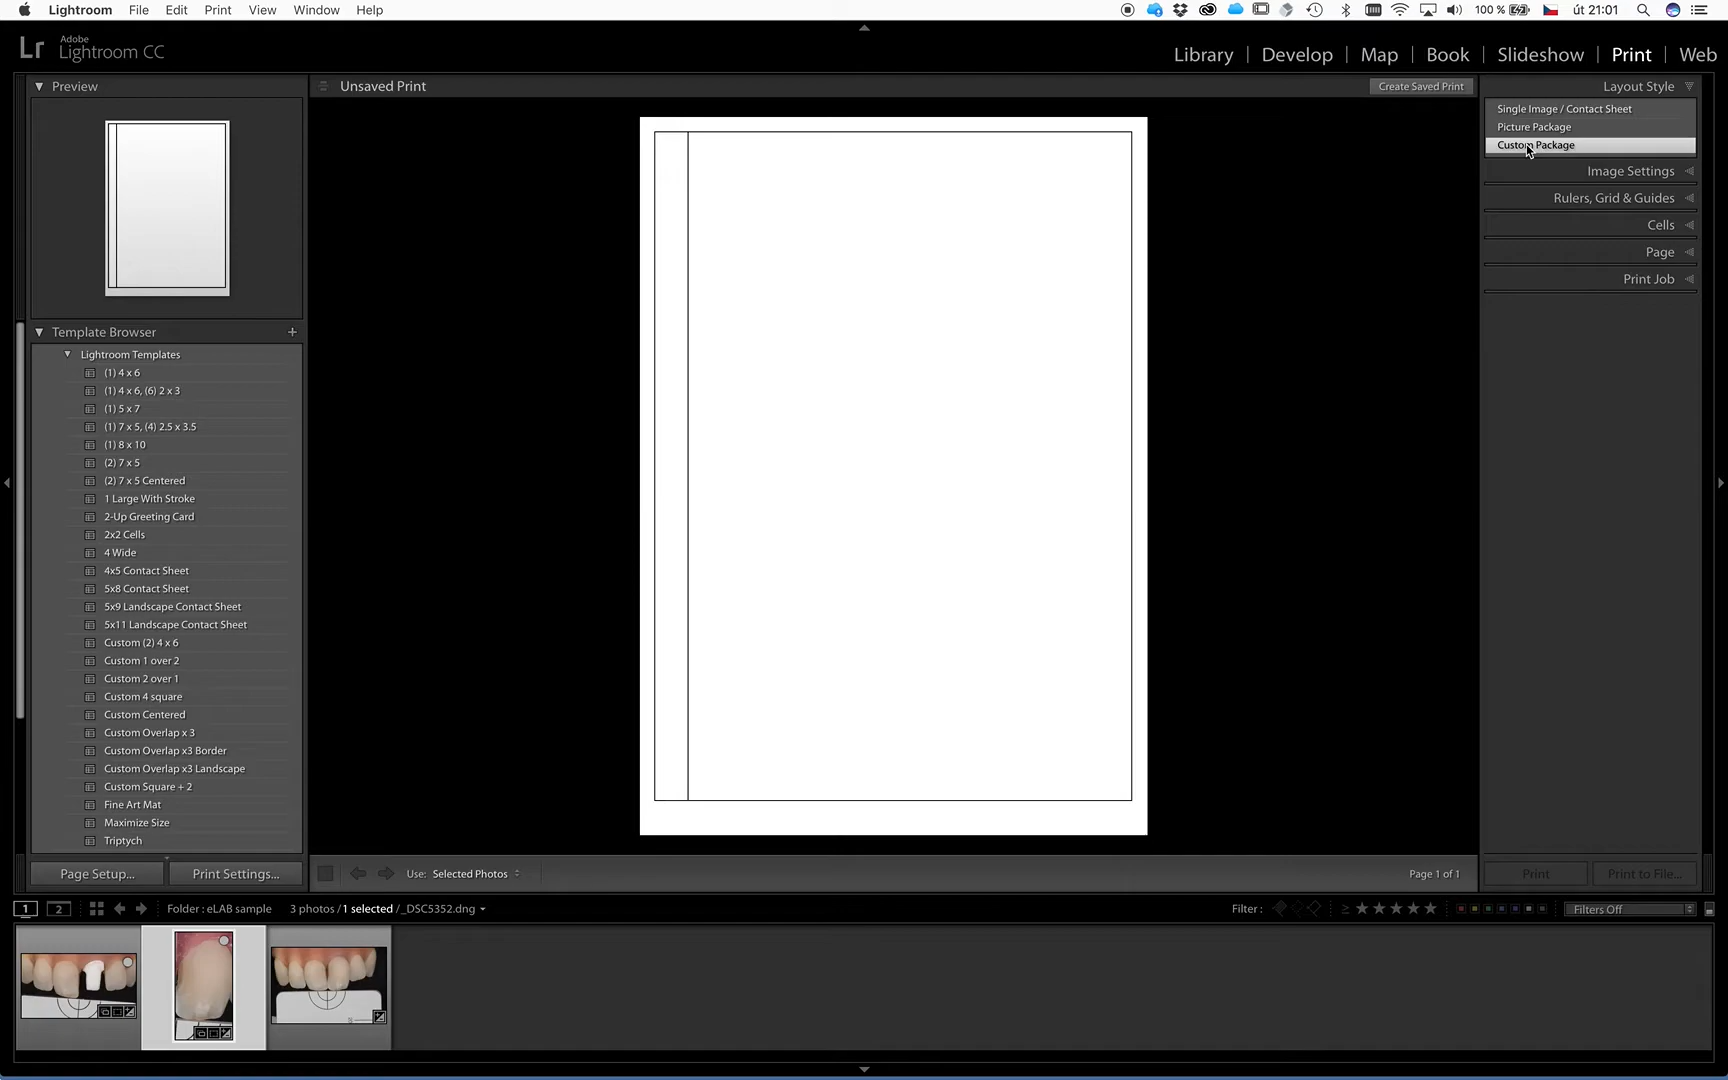 Lightroom File Edit Print View Window Help 100 % út 21:01
Lr Adobe
Lightroom CC
Library | Develop | Map | Book | Slideshow | Print | Web
Preview
Unsaved Print
Create Saved Print
Layout Style
Single Image / Contact Sheet
Picture Package
Custom Package
Image Settings
Rulers, Grid & Guides
Cells
Page
Print Job
Template Browser +
Lightroom Templates
(1) 4 x 6
(1) 4 x 6, (6) 2 x 3
(1) 5 x 7
(1) 7 x 5, (4) 2.5 x 3.5
(1) 8 x 10
(2) 7 x 5
(2) 7 x 5 Centered
1 Large With Stroke
2-Up Greeting Card
2x2 Cells
4 Wide
4x5 Contact Sheet
5x8 Contact Sheet
5x9 Landscape Contact Sheet
5x11 Landscape Contact Sheet
Custom (2) 4 x 6
Custom 1 over 2
Custom 2 over 1
Custom 4 square
Custom Centered
Custom Overlap x 3
Custom Overlap x3 Border
Custom Overlap x3 Landscape
Custom Square + 2
Fine Art Mat
Maximize Size
Triptych
Page Setup... Print Settings...
Use: Selected Photos
Page 1 of 1
Print Print to File...
1 2 Folder : eLAB sample 3 photos / 1 selected / _DSC5352.dng
Filter : ≥ ★★★★★ Filters Off